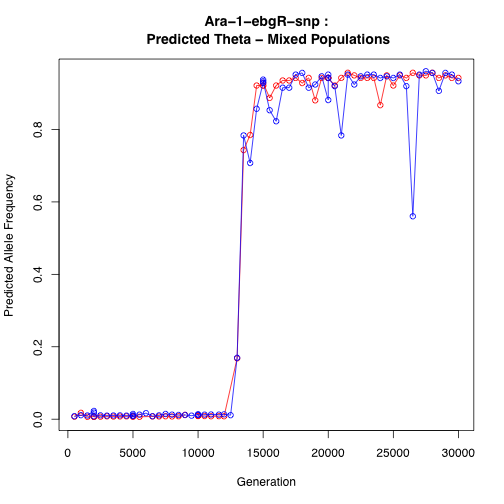 Ara−1−ebgR−snp :
Predicted Theta − Mixed Populations
Predicted Allele Frequency
0.8
0.6
0.4
0.2
0.0
0 5000 10000 15000 20000 25000 30000
Generation